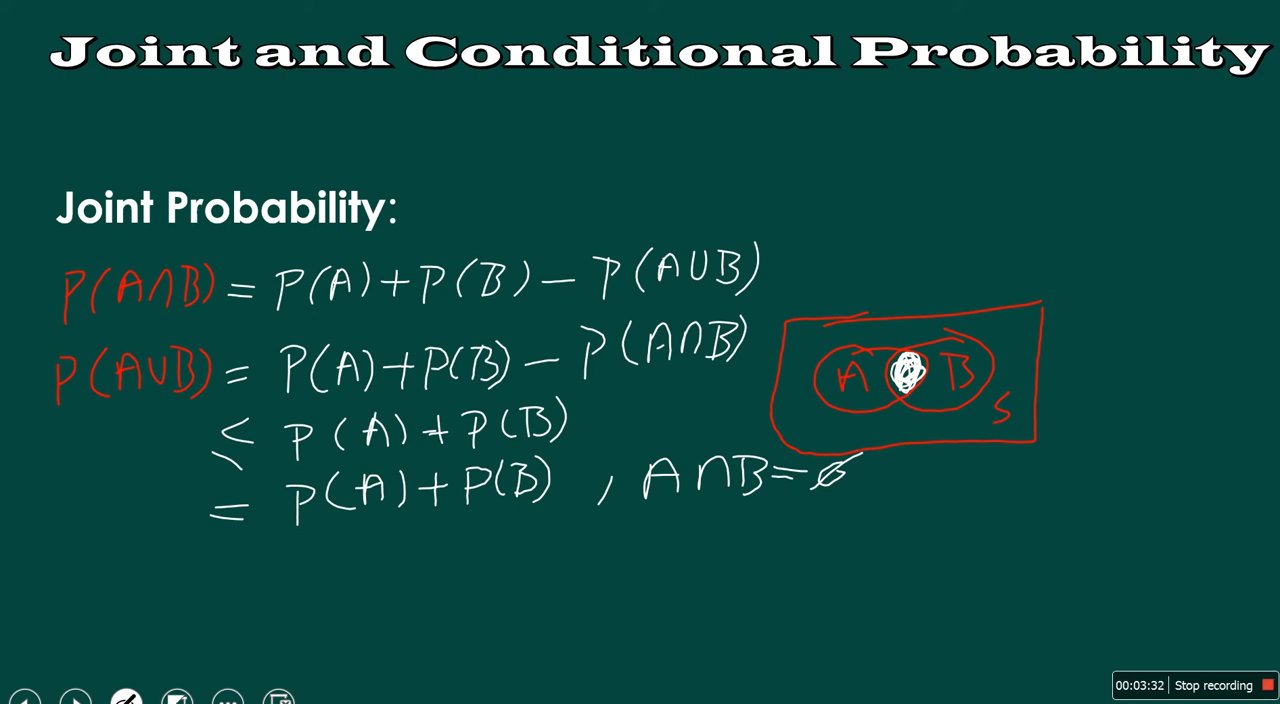 Joint and Conditional Probability
Joint Probability:
P(A∩B) = P(A)+P(B) − P(A∪B)
P(A∪B) = P(A)+P(B) − P(A∩B)
A B
S
≤ P(A)+P(B)
= P(A)+P(B) , A∩B=∅
00:03:32 Stop recording